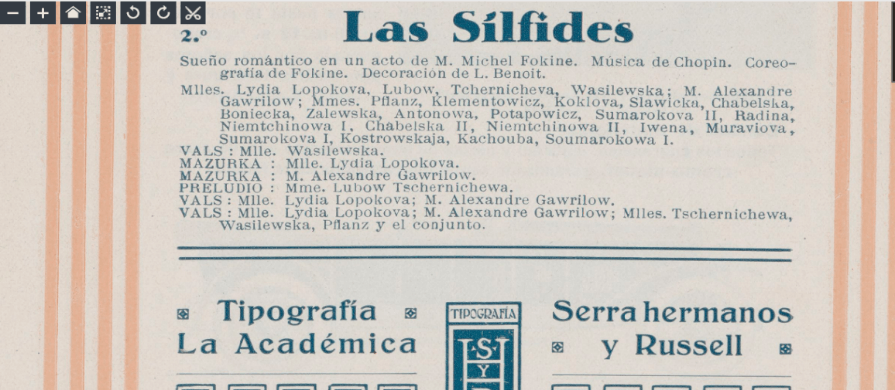 2.º
Las Sílfides
Sueño romántico en un acto de M. Michel Fokine. Música de Chopin. Coreo-
grafía de Fokine. Decoración de L. Benoit.
Mlles. Lydia Lopokova, Lubow, Tchernicheva, Wasilewska; M. Alexandre
Gawrilow; Mmes. Pflanz, Klementowicz, Koklova, Slawicka, Chabelska,
Boniecka, Zalewska, Antonowa, Potapowicz, Sumarokova II, Radina,
Niemtchinowa I, Chabelska II, Niemtchinowa II, Iwena, Muraviova,
Sumarokova I, Kostrowskaja, Kachouba, Soumarokowa I.
VALS : Mlle. Wasilewska.
MAZURKA : Mlle. Lydia Lopokova.
MAZURKA : M. Alexandre Gawrilow.
PRELUDIO : Mme. Lubow Tschernichewa.
VALS : Mlle. Lydia Lopokova; M. Alexandre Gawrilow.
VALS : Mlle. Lydia Lopokova; M. Alexandre Gawrilow; Mlles. Tschernichewa,
Wasilewska, Pflanz y el conjunto.
Tipografía
La Académica
TIPOGRAFÍA
S
Y
Serra hermanos
y Russell